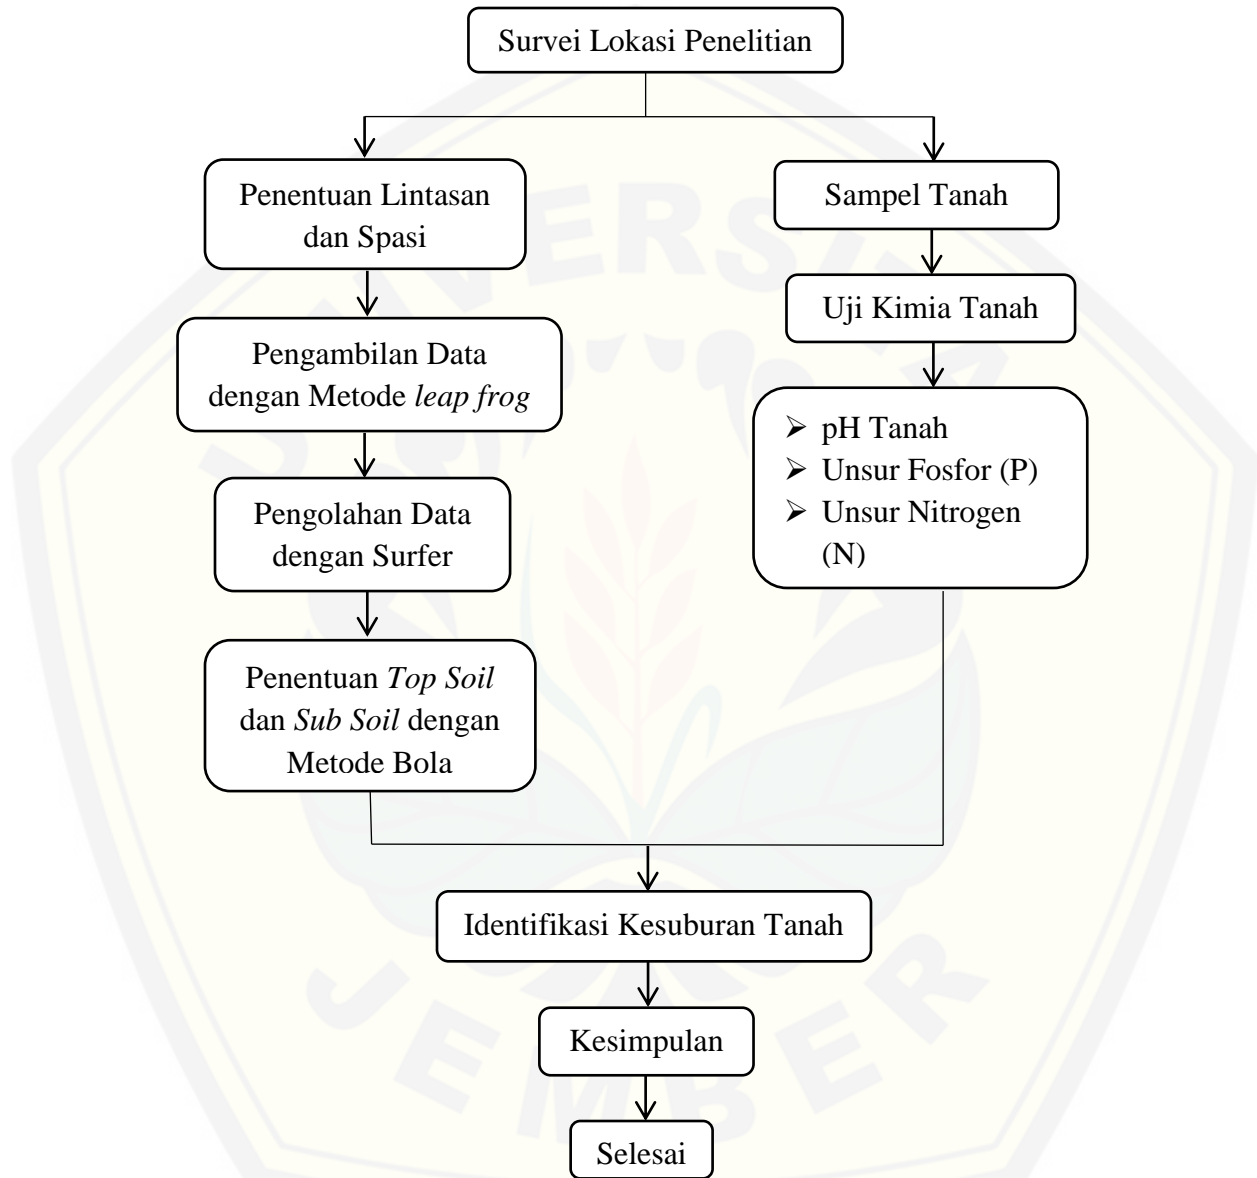 Survei Lokasi Penelitian
Penentuan Lintasan
dan Spasi
Pengambilan Data
dengan Metode leap frog
Pengolahan Data
dengan Surfer
Penentuan Top Soil
dan Sub Soil dengan
Metode Bola
Sampel Tanah
Uji Kimia Tanah
➢ pH Tanah
➢ Unsur Fosfor (P)
➢ Unsur Nitrogen
(N)
Identifikasi Kesuburan Tanah
Kesimpulan
Selesai
UNIVERSITA
JEMBER